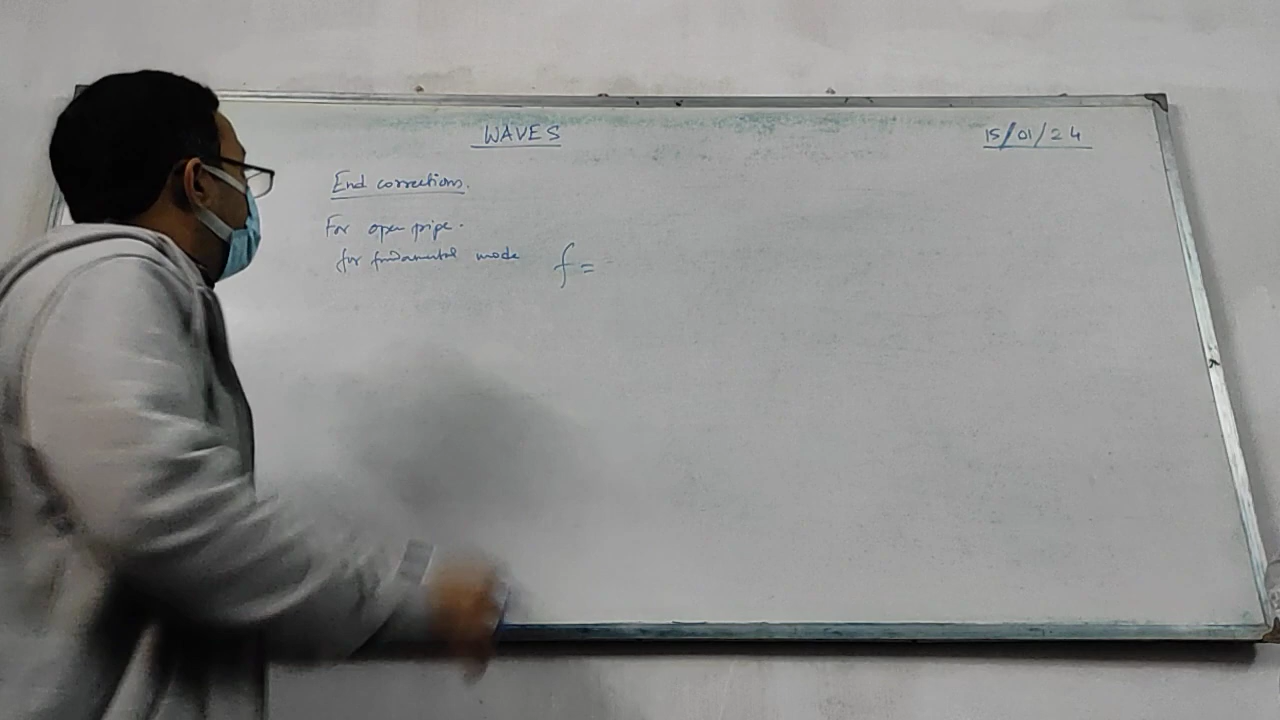 WAVES
15/01/24
End corrections.
For open pipe.
for fundamental mode f =